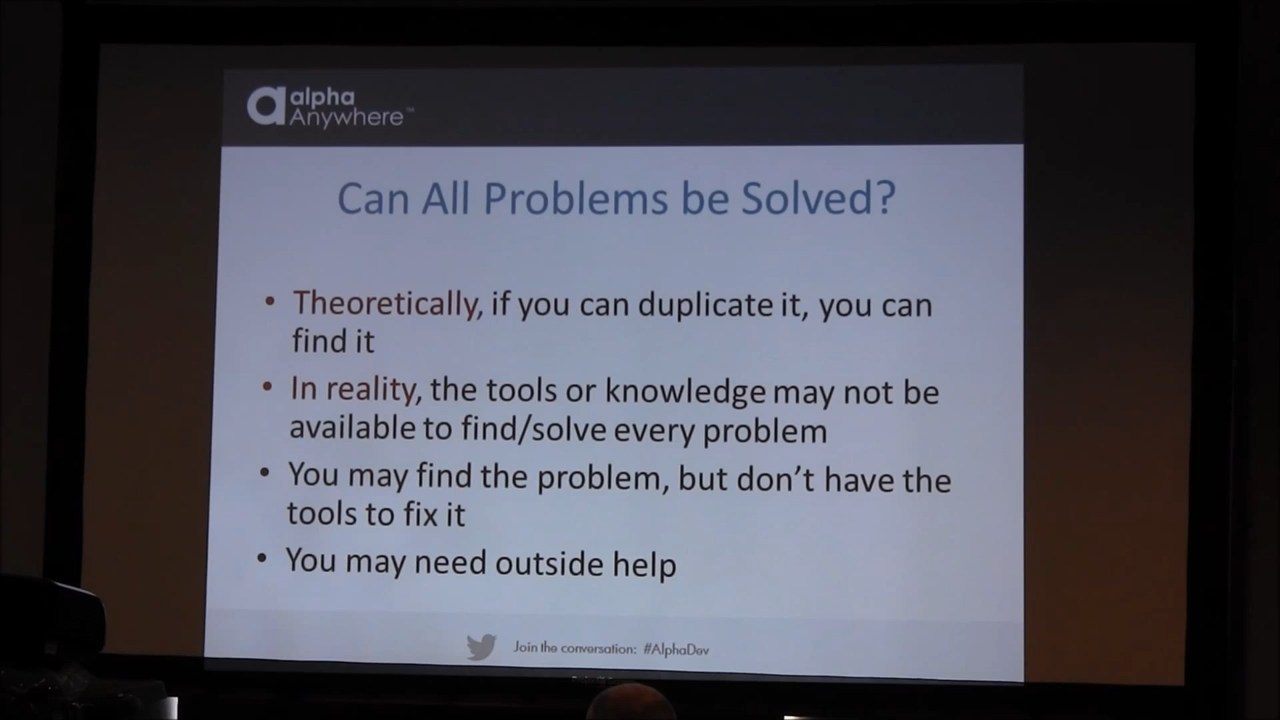 alpha
Anywhere™
Can All Problems be Solved?
• Theoretically, if you can duplicate it, you can
find it
• In reality, the tools or knowledge may not be
available to find/solve every problem
• You may find the problem, but don’t have the
tools to fix it
• You may need outside help
Join the conversation: #AlphaDev